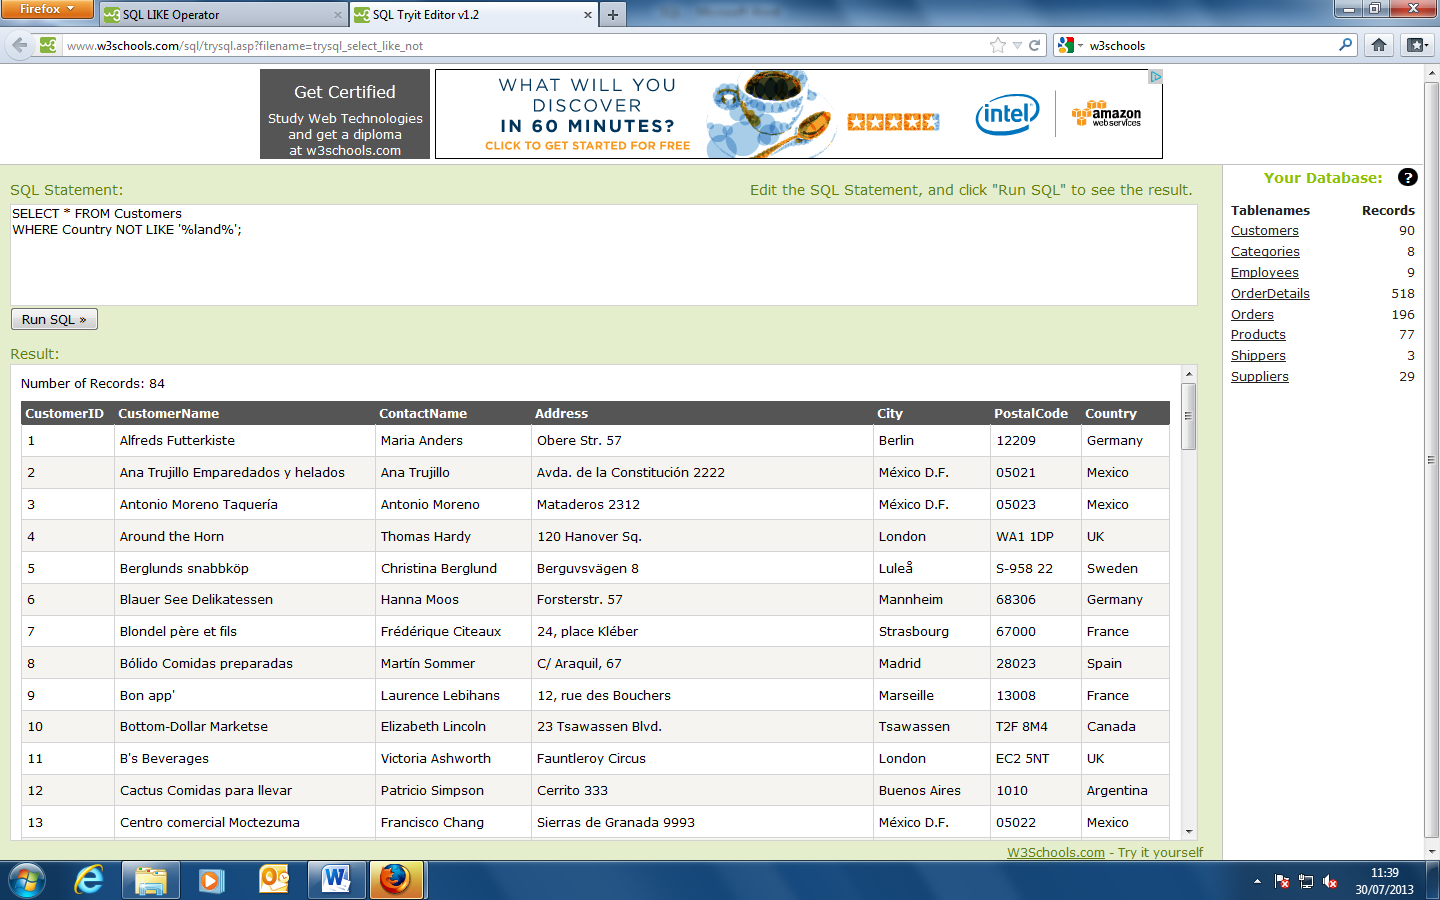 Firefox
SQL LIKE Operator
SQL Tryit Editor v1.2
www.w3schools.com/sql/trysql.asp?filename=trysql_select_like_not
w3schools
Get Certified
Study Web Technologies
and get a diploma
at w3schools.com
WHAT WILL YOU
DISCOVER
IN 60 MINUTES?
CLICK TO GET STARTED FOR FREE
intel
amazon
web services
SQL Statement:
Edit the SQL Statement, and click "Run SQL" to see the result.
SELECT * FROM Customers
WHERE Country NOT LIKE '%land%';
Run SQL »
Result:
Number of Records: 84
CustomerID CustomerName ContactName Address City PostalCode Country
1 Alfreds Futterkiste Maria Anders Obere Str. 57 Berlin 12209 Germany
2 Ana Trujillo Emparedados y helados Ana Trujillo Avda. de la Constitución 2222 México D.F. 05021 Mexico
3 Antonio Moreno Taquería Antonio Moreno Mataderos 2312 México D.F. 05023 Mexico
4 Around the Horn Thomas Hardy 120 Hanover Sq. London WA1 1DP UK
5 Berglunds snabbköp Christina Berglund Berguvsvägen 8 Luleå S-958 22 Sweden
6 Blauer See Delikatessen Hanna Moos Forsterstr. 57 Mannheim 68306 Germany
7 Blondel père et fils Frédérique Citeaux 24, place Kléber Strasbourg 67000 France
8 Bólido Comidas preparadas Martín Sommer C/ Araquil, 67 Madrid 28023 Spain
9 Bon app' Laurence Lebihans 12, rue des Bouchers Marseille 13008 France
10 Bottom-Dollar Marketse Elizabeth Lincoln 23 Tsawassen Blvd. Tsawassen T2F 8M4 Canada
11 B's Beverages Victoria Ashworth Fauntleroy Circus London EC2 5NT UK
12 Cactus Comidas para llevar Patricio Simpson Cerrito 333 Buenos Aires 1010 Argentina
13 Centro comercial Moctezuma Francisco Chang Sierras de Granada 9993 México D.F. 05022 Mexico
W3Schools.com - Try it yourself
Your Database: ?
Tablenames Records
Customers 90
Categories 8
Employees 9
OrderDetails 518
Orders 196
Products 77
Shippers 3
Suppliers 29
11:39
30/07/2013